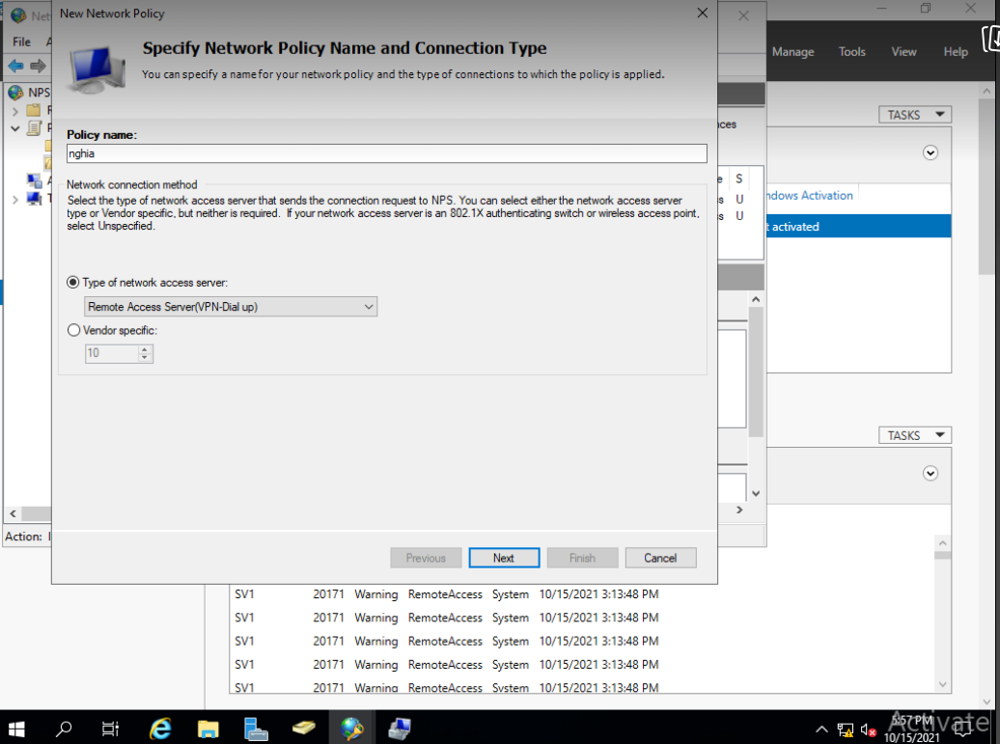 New Network Policy
Net
File
A
Specify Network Policy Name and Connection Type
You can specify a name for your network policy and the type of connections to which the policy is applied.
Manage
Tools
View
Help
NPS
R
P
A
T
Policy name:
nghia
Network connection method
Select the type of network access server that sends the connection request to NPS. You can select either the network access server
type or Vendor specific, but neither is required. If your network access server is an 802.1X authenticating switch or wireless access point,
select Unspecified.
Type of network access server:
Remote Access Server(VPN-Dial up)
Vendor specific:
10
Previous
Next
Finish
Cancel
Action:
nces
e S
s U
s U
TASKS
ndows Activation
t activated
TASKS
SV1 20171 Warning RemoteAccess System 10/15/2021 3:13:48 PM
SV1 20171 Warning RemoteAccess System 10/15/2021 3:13:48 PM
SV1 20171 Warning RemoteAccess System 10/15/2021 3:13:48 PM
SV1 20171 Warning RemoteAccess System 10/15/2021 3:13:48 PM
SV1 20171 Warning RemoteAccess System 10/15/2021 3:13:48 PM
Activate
5:57 PM
10/15/2021